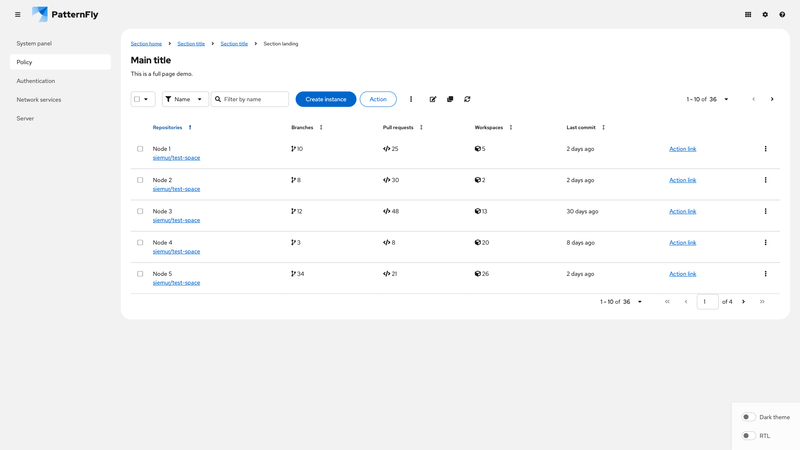 PatternFly
System panel
Policy
Authentication
Network services
Server
Section home Section title Section title Section landing
Main title
This is a full page demo.
Name Filter by name Create instance Action 1 - 10 of 36
Repositories Branches Pull requests Workspaces Last commit
Node 1 10 25 5 2 days ago Action link
siemur/test-space
Node 2 8 30 2 2 days ago Action link
siemur/test-space
Node 3 12 48 13 30 days ago Action link
siemur/test-space
Node 4 3 8 20 8 days ago Action link
siemur/test-space
Node 5 34 21 26 2 days ago Action link
siemur/test-space
1 - 10 of 36 1 of 4
Dark theme
RTL